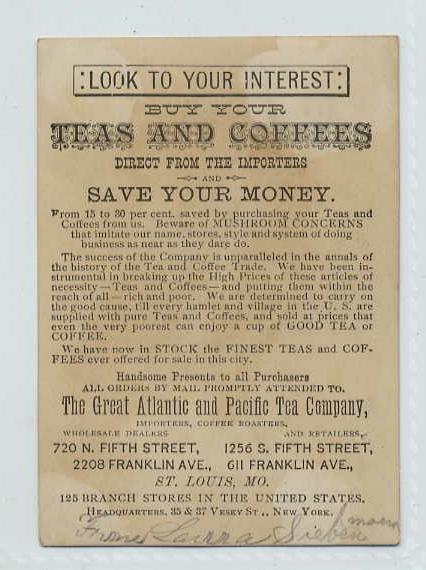 :LOOK TO YOUR INTEREST:
BUY YOUR
TEAS AND COFFEES
DIRECT FROM THE IMPORTERS
AND
SAVE YOUR MONEY.
From 15 to 30 per cent. saved by purchasing your Teas and
Coffees from us. Beware of MUSHROOM CONCERNS
that imitate our name, stores, style and system of doing
business as near as they dare do.
The success of the Company is unparalleled in the annals of
the history of the Tea and Coffee Trade. We have been in-
strumental in breaking up the High Prices of these articles of
necessity—Teas and Coffees—and putting them within the
reach of all—rich and poor. We are determined to carry on
the good cause, t'ill every hamlet and village in the U. S. are
supplied with pure Teas and Coffees, and sold at prices that
even the very poorest can enjoy a cup of GOOD TEA or
COFFEE.
We have now in STOCK the FINEST TEAS and COF-
FEES ever offered for sale in this city.
Handsome Presents to all Purchasers
ALL ORDERS BY MAIL PROMPTLY ATTENDED TO.
The Great Atlantic and Pacific Tea Company,
IMPORTERS, COFFEE ROASTERS,
WHOLESALE DEALERS AND RETAILERS,
720 N. FIFTH STREET, 1256 S. FIFTH STREET,
2208 FRANKLIN AVE., 611 FRANKLIN AVE.,
ST. LOUIS, MO.
125 BRANCH STORES IN THE UNITED STATES.
HEADQUARTERS, 35 & 37 VESEY ST., NEW YORK.
From Laura